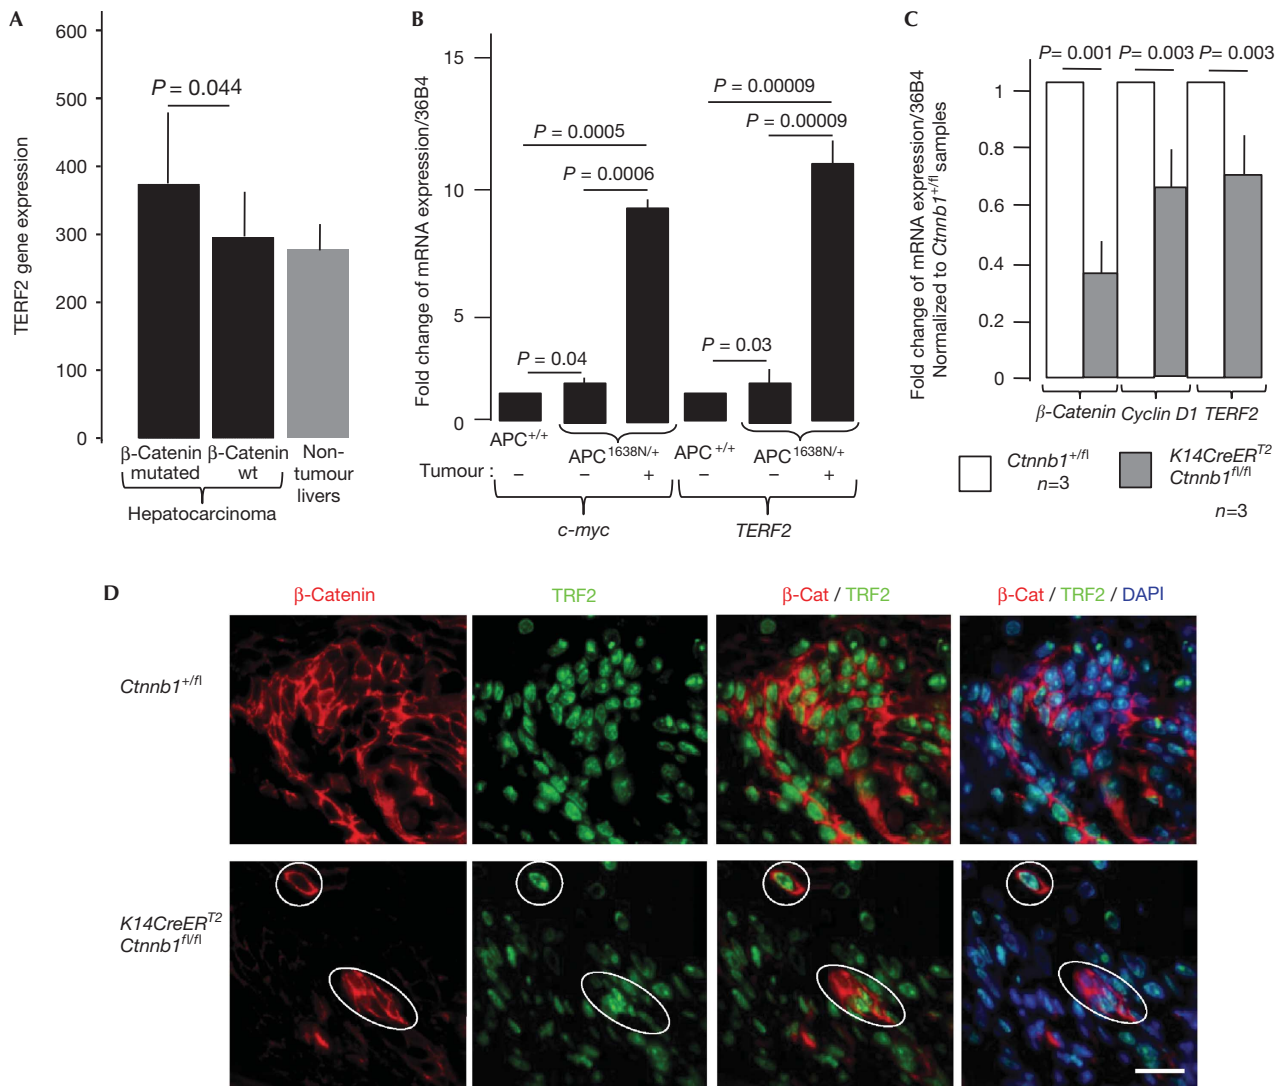 A
600
500
400
300
200
100
0
TERF2 gene expression
P = 0.044
β-Catenin mutated
β-Catenin wt
Non-tumour livers
Hepatocarcinoma
B
15
10
5
0
Fold change of mRNA expression/36B4
P = 0.0005
P = 0.0006
P = 0.04
P = 0.00009
P = 0.00009
P = 0.03
APC+/+
APC1638N/+
APC+/+
APC1638N/+
Tumour : – – + – – +
c-myc
TERF2
C
P= 0.001 P= 0.003 P= 0.003
1
0.8
0.6
0.4
0.2
0
Fold change of mRNA expression/36B4
Normalized to Ctnnb1+/fl samples
β-Catenin Cyclin D1 TERF2
Ctnnb1+/fl
n=3
K14CreERT2
Ctnnb1fl/fl
n=3
D
β-Catenin
TRF2
β-Cat / TRF2
β-Cat / TRF2 / DAPI
Ctnnb1+/fl
K14CreERT2
Ctnnb1fl/fl